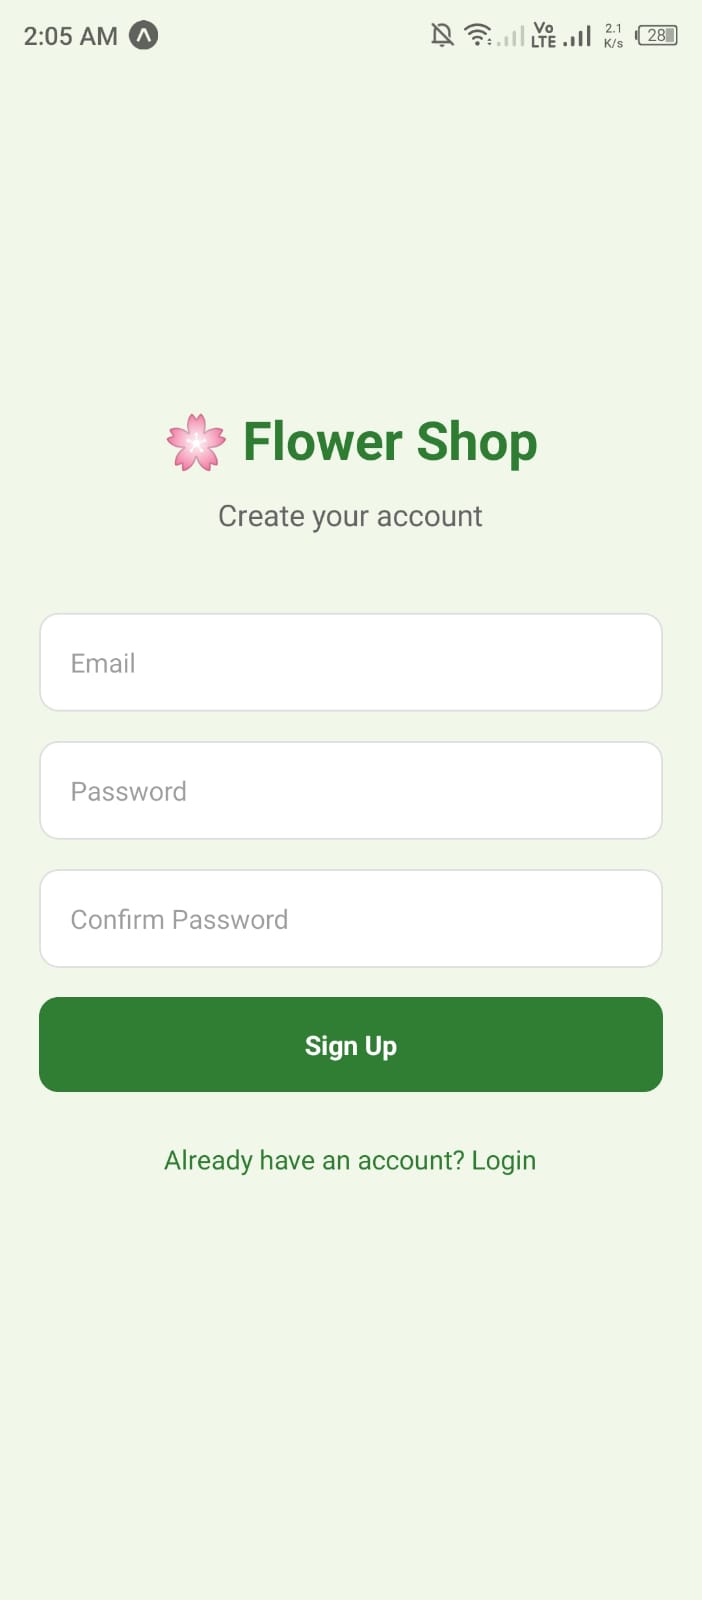 2:05 AM
Vo LTE 2.1 K/s 28
🌸 Flower Shop
Create your account
Email
Password
Confirm Password
Sign Up
Already have an account? Login